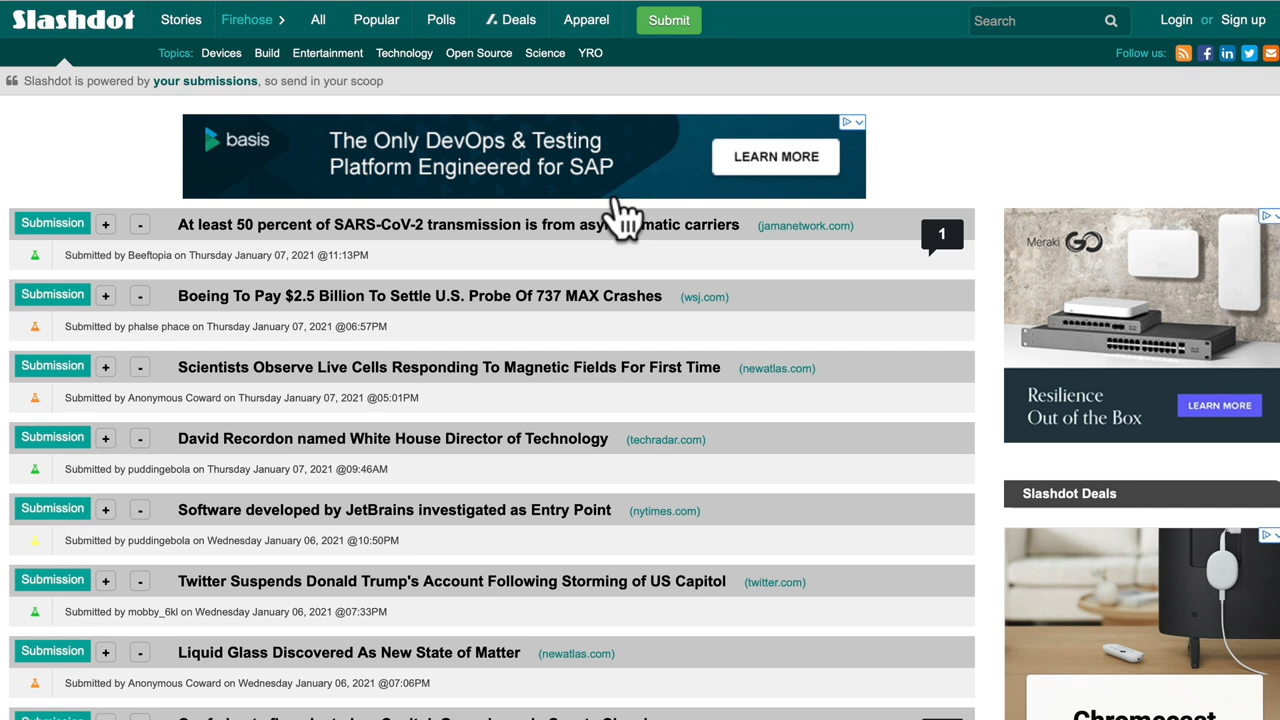 Slashdot
Stories
Firehose
All
Popular
Polls
Deals
Apparel
Submit
Search
Login or Sign up
Topics: Devices Build Entertainment Technology Open Source Science YRO
Follow us:
Slashdot is powered by your submissions, so send in your scoop
basis
The Only DevOps & Testing
Platform Engineered for SAP
LEARN MORE
Submission + - At least 50 percent of SARS-CoV-2 transmission is from carriers (jamanetwork.com) 1
Submitted by Beeftopia on Thursday January 07, 2021 @11:13PM
Submission + - Boeing To Pay $2.5 Billion To Settle U.S. Probe Of 737 MAX Crashes (wsj.com)
Submitted by phalse phace on Thursday January 07, 2021 @06:57PM
Submission + - Scientists Observe Live Cells Responding To Magnetic Fields For First Time (newatlas.com)
Submitted by Anonymous Coward on Thursday January 07, 2021 @05:01PM
Submission + - David Recordon named White House Director of Technology (techradar.com)
Submitted by puddingebola on Thursday January 07, 2021 @09:46AM
Submission + - Software developed by JetBrains investigated as Entry Point (nytimes.com)
Submitted by puddingebola on Wednesday January 06, 2021 @10:50PM
Submission + - Twitter Suspends Donald Trump's Account Following Storming of US Capitol (twitter.com)
Submitted by mobby_6kl on Wednesday January 06, 2021 @07:33PM
Submission + - Liquid Glass Discovered As New State of Matter (newatlas.com)
Submitted by Anonymous Coward on Wednesday January 06, 2021 @07:06PM
Meraki
Resilience
Out of the Box
LEARN MORE
Slashdot Deals
Chromecast